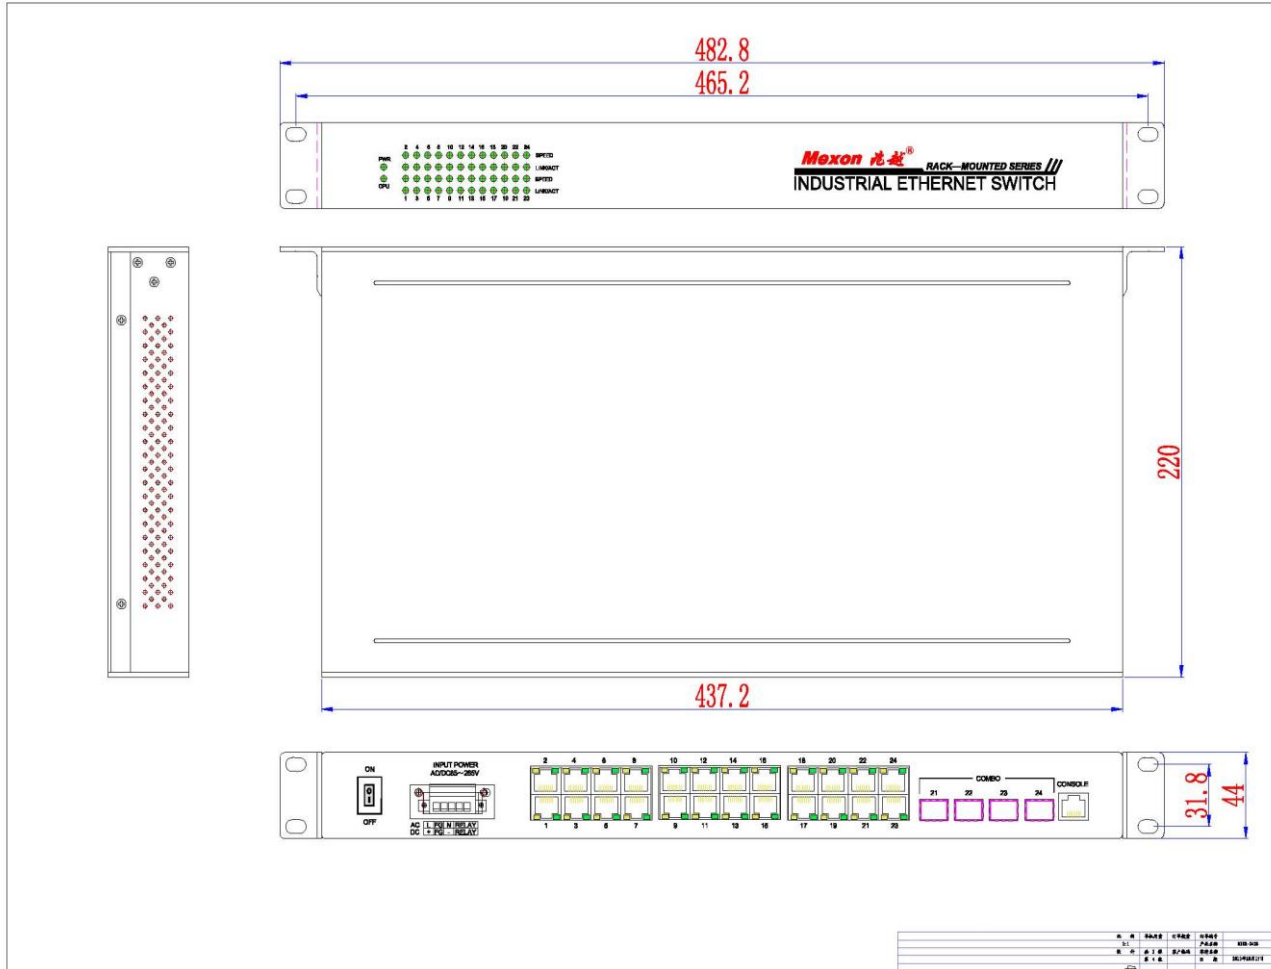 482.8
465.2
2 4 6 8 10 12 14 16 18 20 22 24
SPEED
PWR
LINK/ACT
SPEED
CPU
LINK/ACT
1 3 5 7 9 11 13 15 17 19 21 23
Mexon 兆越®
RACK—MOUNTED SERIES
INDUSTRIAL ETHERNET SWITCH
220
437.2
ON
OFF
INPUT POWER
AC/DC85~265V
AC L PGND N RELAY
DC + PGND - RELAY
2 4 6 8 10 12 14 16 18 20 22 24
1 3 5 7 9 11 13 15 17 19 21 23
COMBO
21 22 23 24
CONSOLE
31.8
44